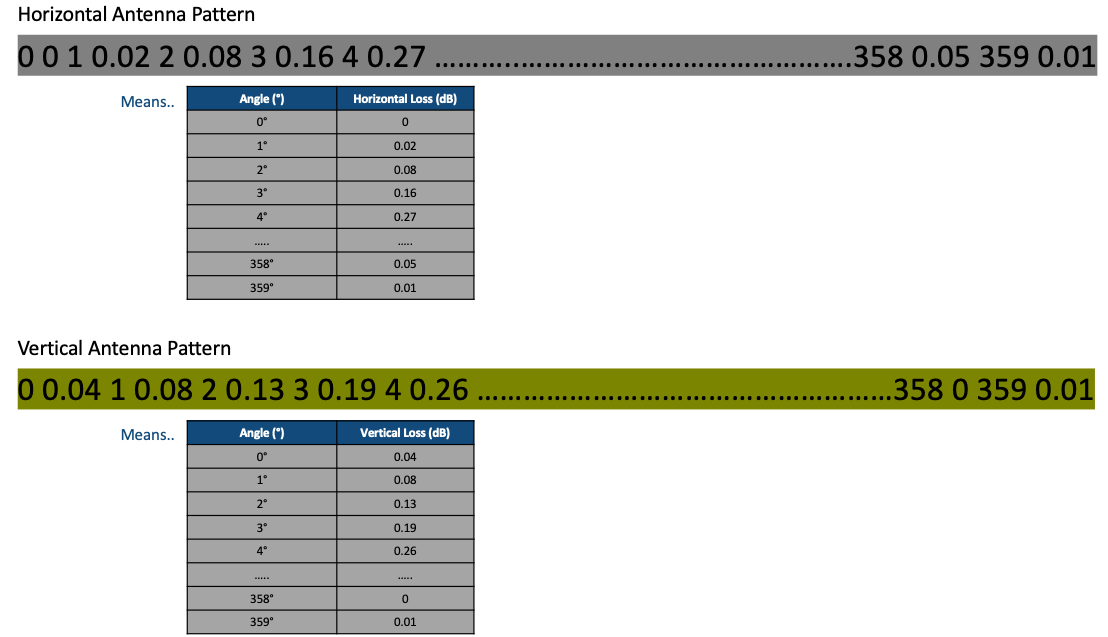 Horizontal Antenna Pattern
0 0 1 0.02 2 0.08 3 0.16 4 0.27 ……………………………………………….358 0.05 359 0.01
Means..
Angle (°) Horizontal Loss (dB)
0° 0
1° 0.02
2° 0.08
3° 0.16
4° 0.27
..... .....
358° 0.05
359° 0.01
Vertical Antenna Pattern
0 0.04 1 0.08 2 0.13 3 0.19 4 0.26 ………………………………………………358 0 359 0.01
Means..
Angle (°) Vertical Loss (dB)
0° 0.04
1° 0.08
2° 0.13
3° 0.19
4° 0.26
..... .....
358° 0
359° 0.01